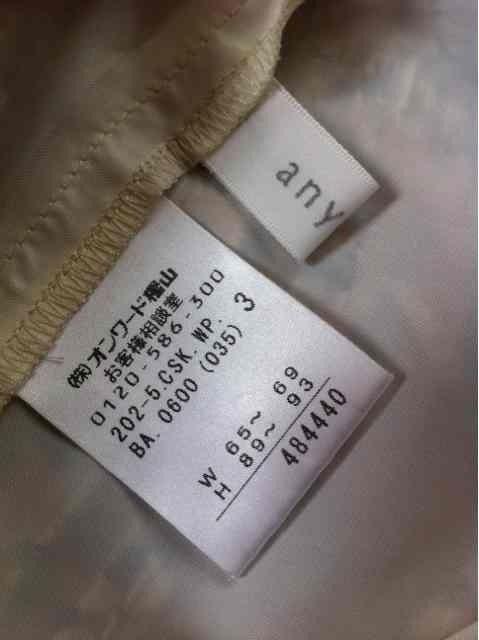 any
㈱オンワード樫山
お客様相談室
0120-586-300
202-5.CSK.WP. 3
BA.0600 (035)
W 65~ 69
H 89~ 93
484440